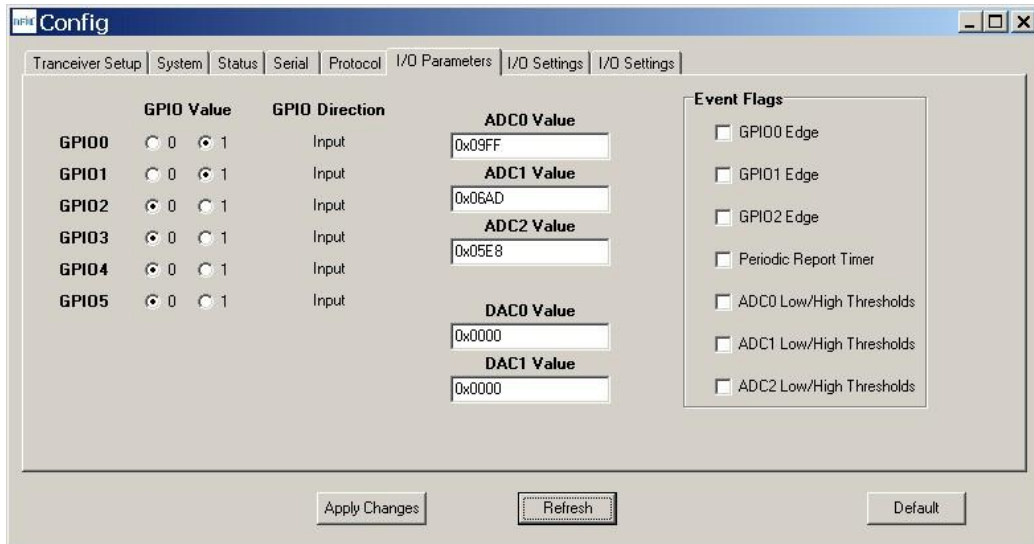 Config
Tranceiver Setup System Status Serial Protocol I/O Parameters I/O Settings I/O Settings
GPIO Value GPIO Direction
GPIO0 0 1 Input
GPIO1 0 1 Input
GPIO2 0 1 Input
GPIO3 0 1 Input
GPIO4 0 1 Input
GPIO5 0 1 Input
ADC0 Value
0x09FF
ADC1 Value
0x06AD
ADC2 Value
0x05E8
DAC0 Value
0x0000
DAC1 Value
0x0000
Event Flags
GPIO0 Edge
GPIO1 Edge
GPIO2 Edge
Periodic Report Timer
ADC0 Low/High Thresholds
ADC1 Low/High Thresholds
ADC2 Low/High Thresholds
Apply Changes Refresh Default